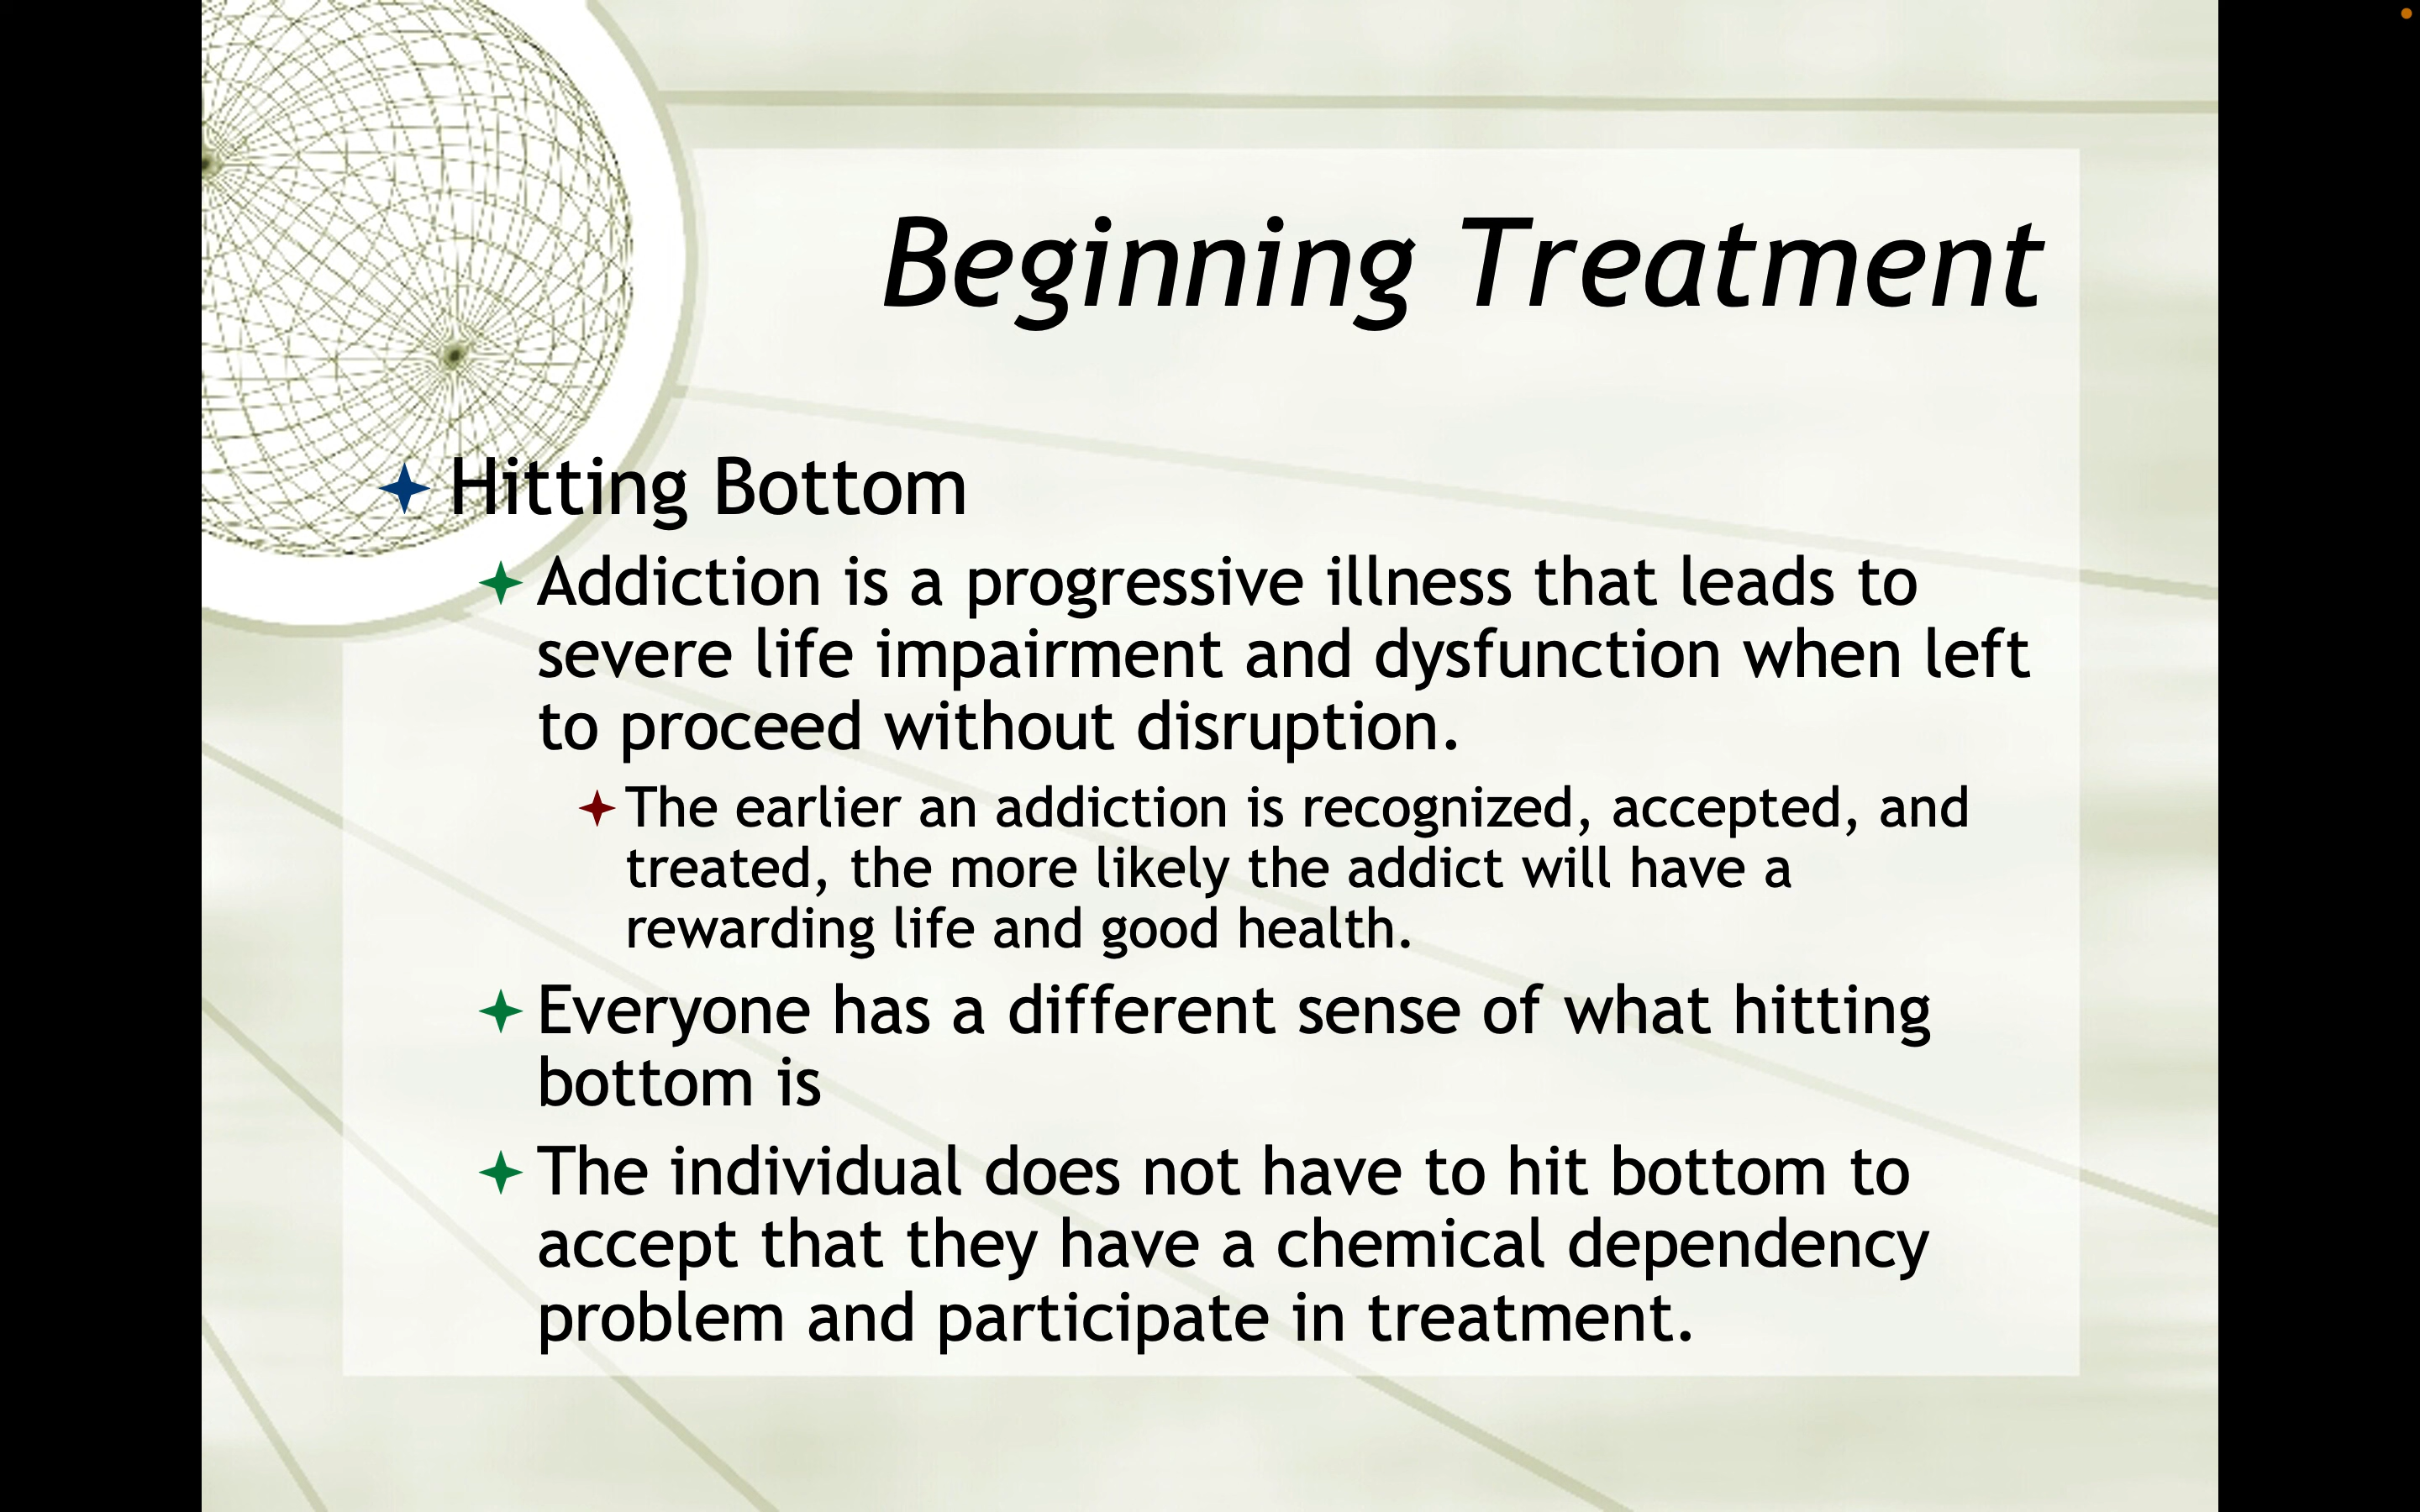 Beginning Treatment
Hitting Bottom
Addiction is a progressive illness that leads to
severe life impairment and dysfunction when left
to proceed without disruption.
The earlier an addiction is recognized, accepted, and
treated, the more likely the addict will have a
rewarding life and good health.
Everyone has a different sense of what hitting
bottom is
The individual does not have to hit bottom to
accept that they have a chemical dependency
problem and participate in treatment.